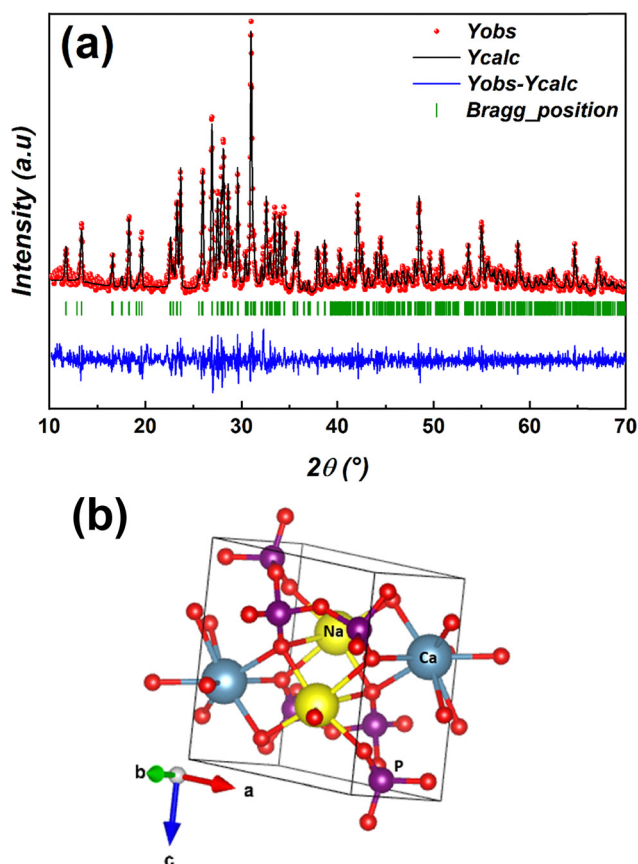 (a)
Yobs
Ycalc
Yobs-Ycalc
Bragg_position
Intensity (a.u)
10 20 30 40 50 60 70
2θ (°)
(b)
Na
Ca
P
b
a
c